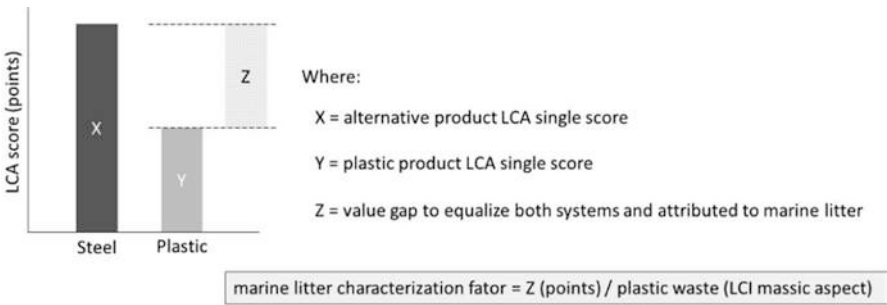 LCA score (points)
X
Z
Y
Steel
Plastic
Where:
X = alternative product LCA single score
Y = plastic product LCA single score
Z = value gap to equalize both systems and attributed to marine litter
marine litter characterization fator = Z (points) / plastic waste (LCI massic aspect)